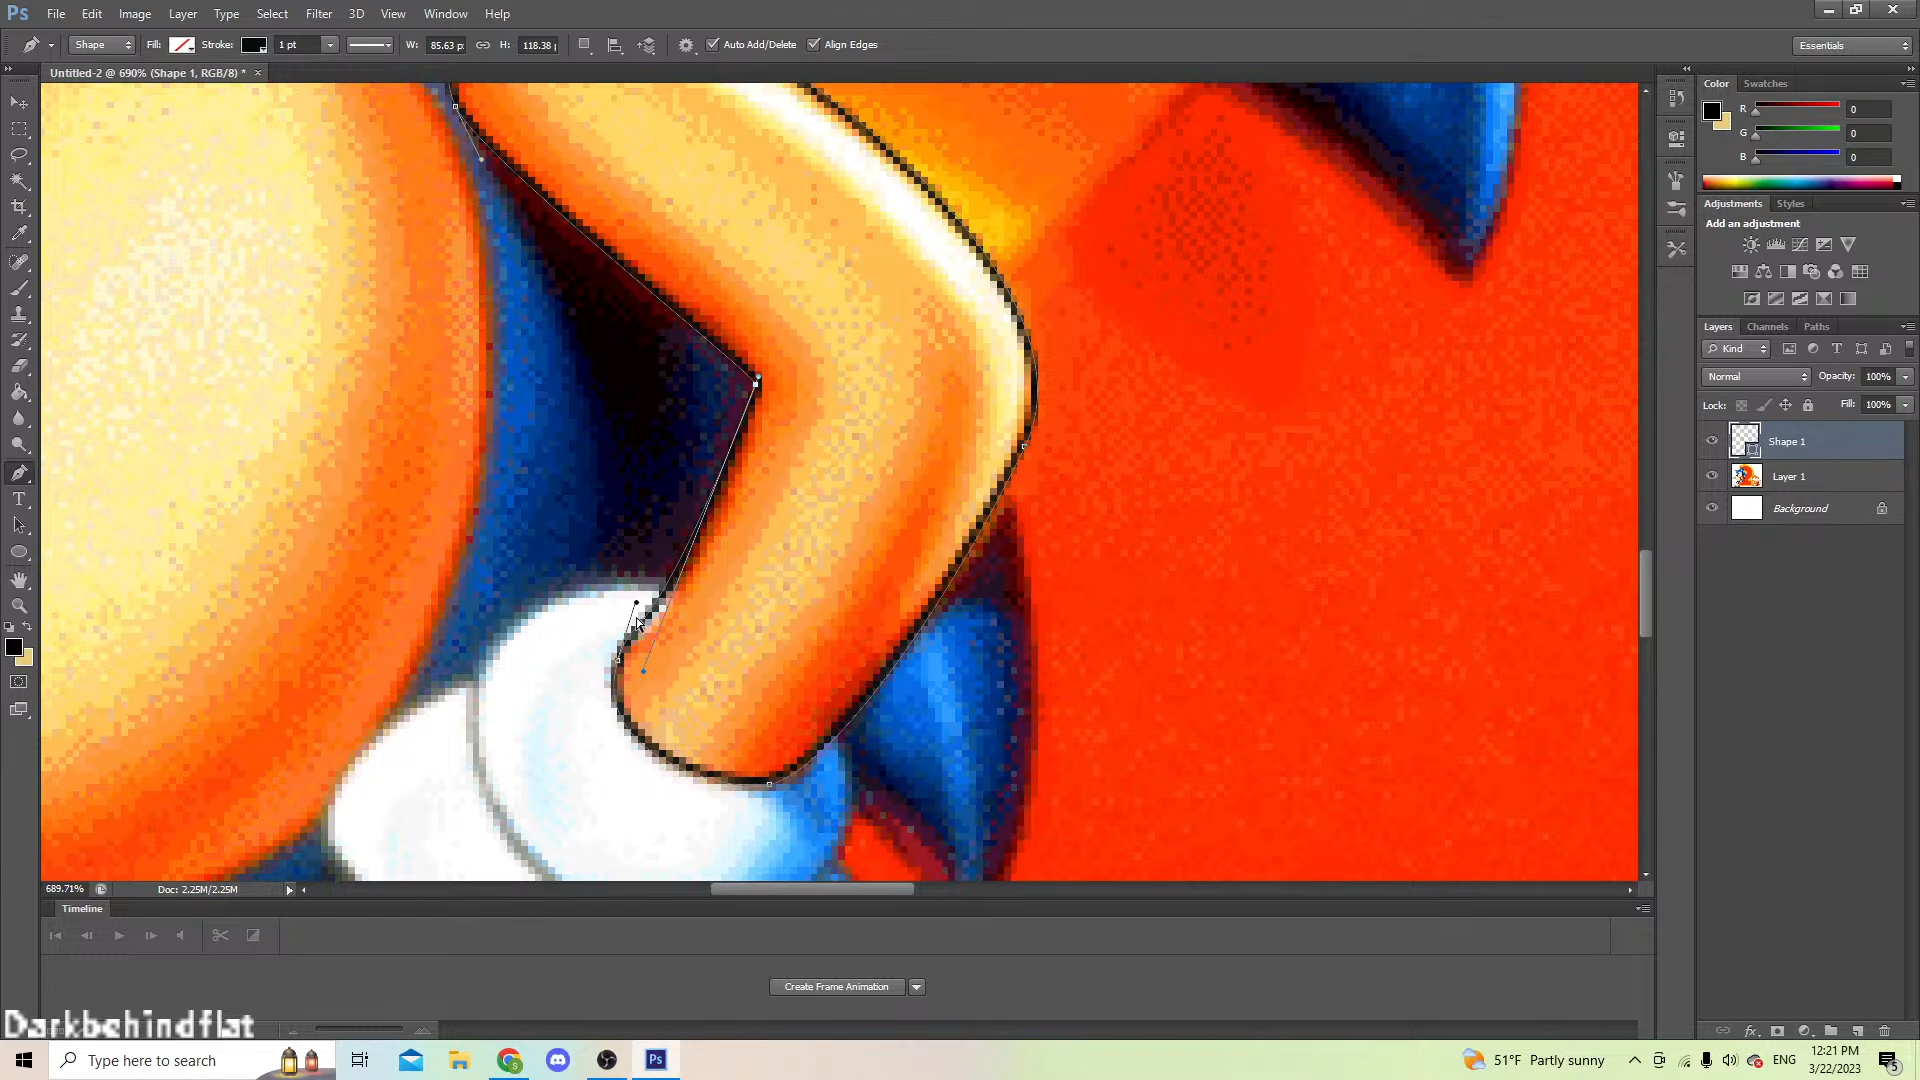 Ps File Edit Image Layer Type Select Filter 3D View Window Help
Shape Fill: Stroke: 1 pt W: 85.63 p: H: 118.38 | Auto Add/Delete Align Edges Essentials
Untitled-2 @ 690% (Shape 1, RGB/8) * ×
Color Swatches
R 0
G 0
B 0
Adjustments Styles
Add an adjustment
Layers Channels Paths
Kind
Normal Opacity: 100%
Lock: Fill: 100%
Shape 1
Layer 1
Background
689.71% Doc: 2.25M/2.25M
Timeline
Create Frame Animation
Darkbehindflat
Type here to search
Ps
51°F Partly sunny
ENG
12:21 PM
3/22/2023
5